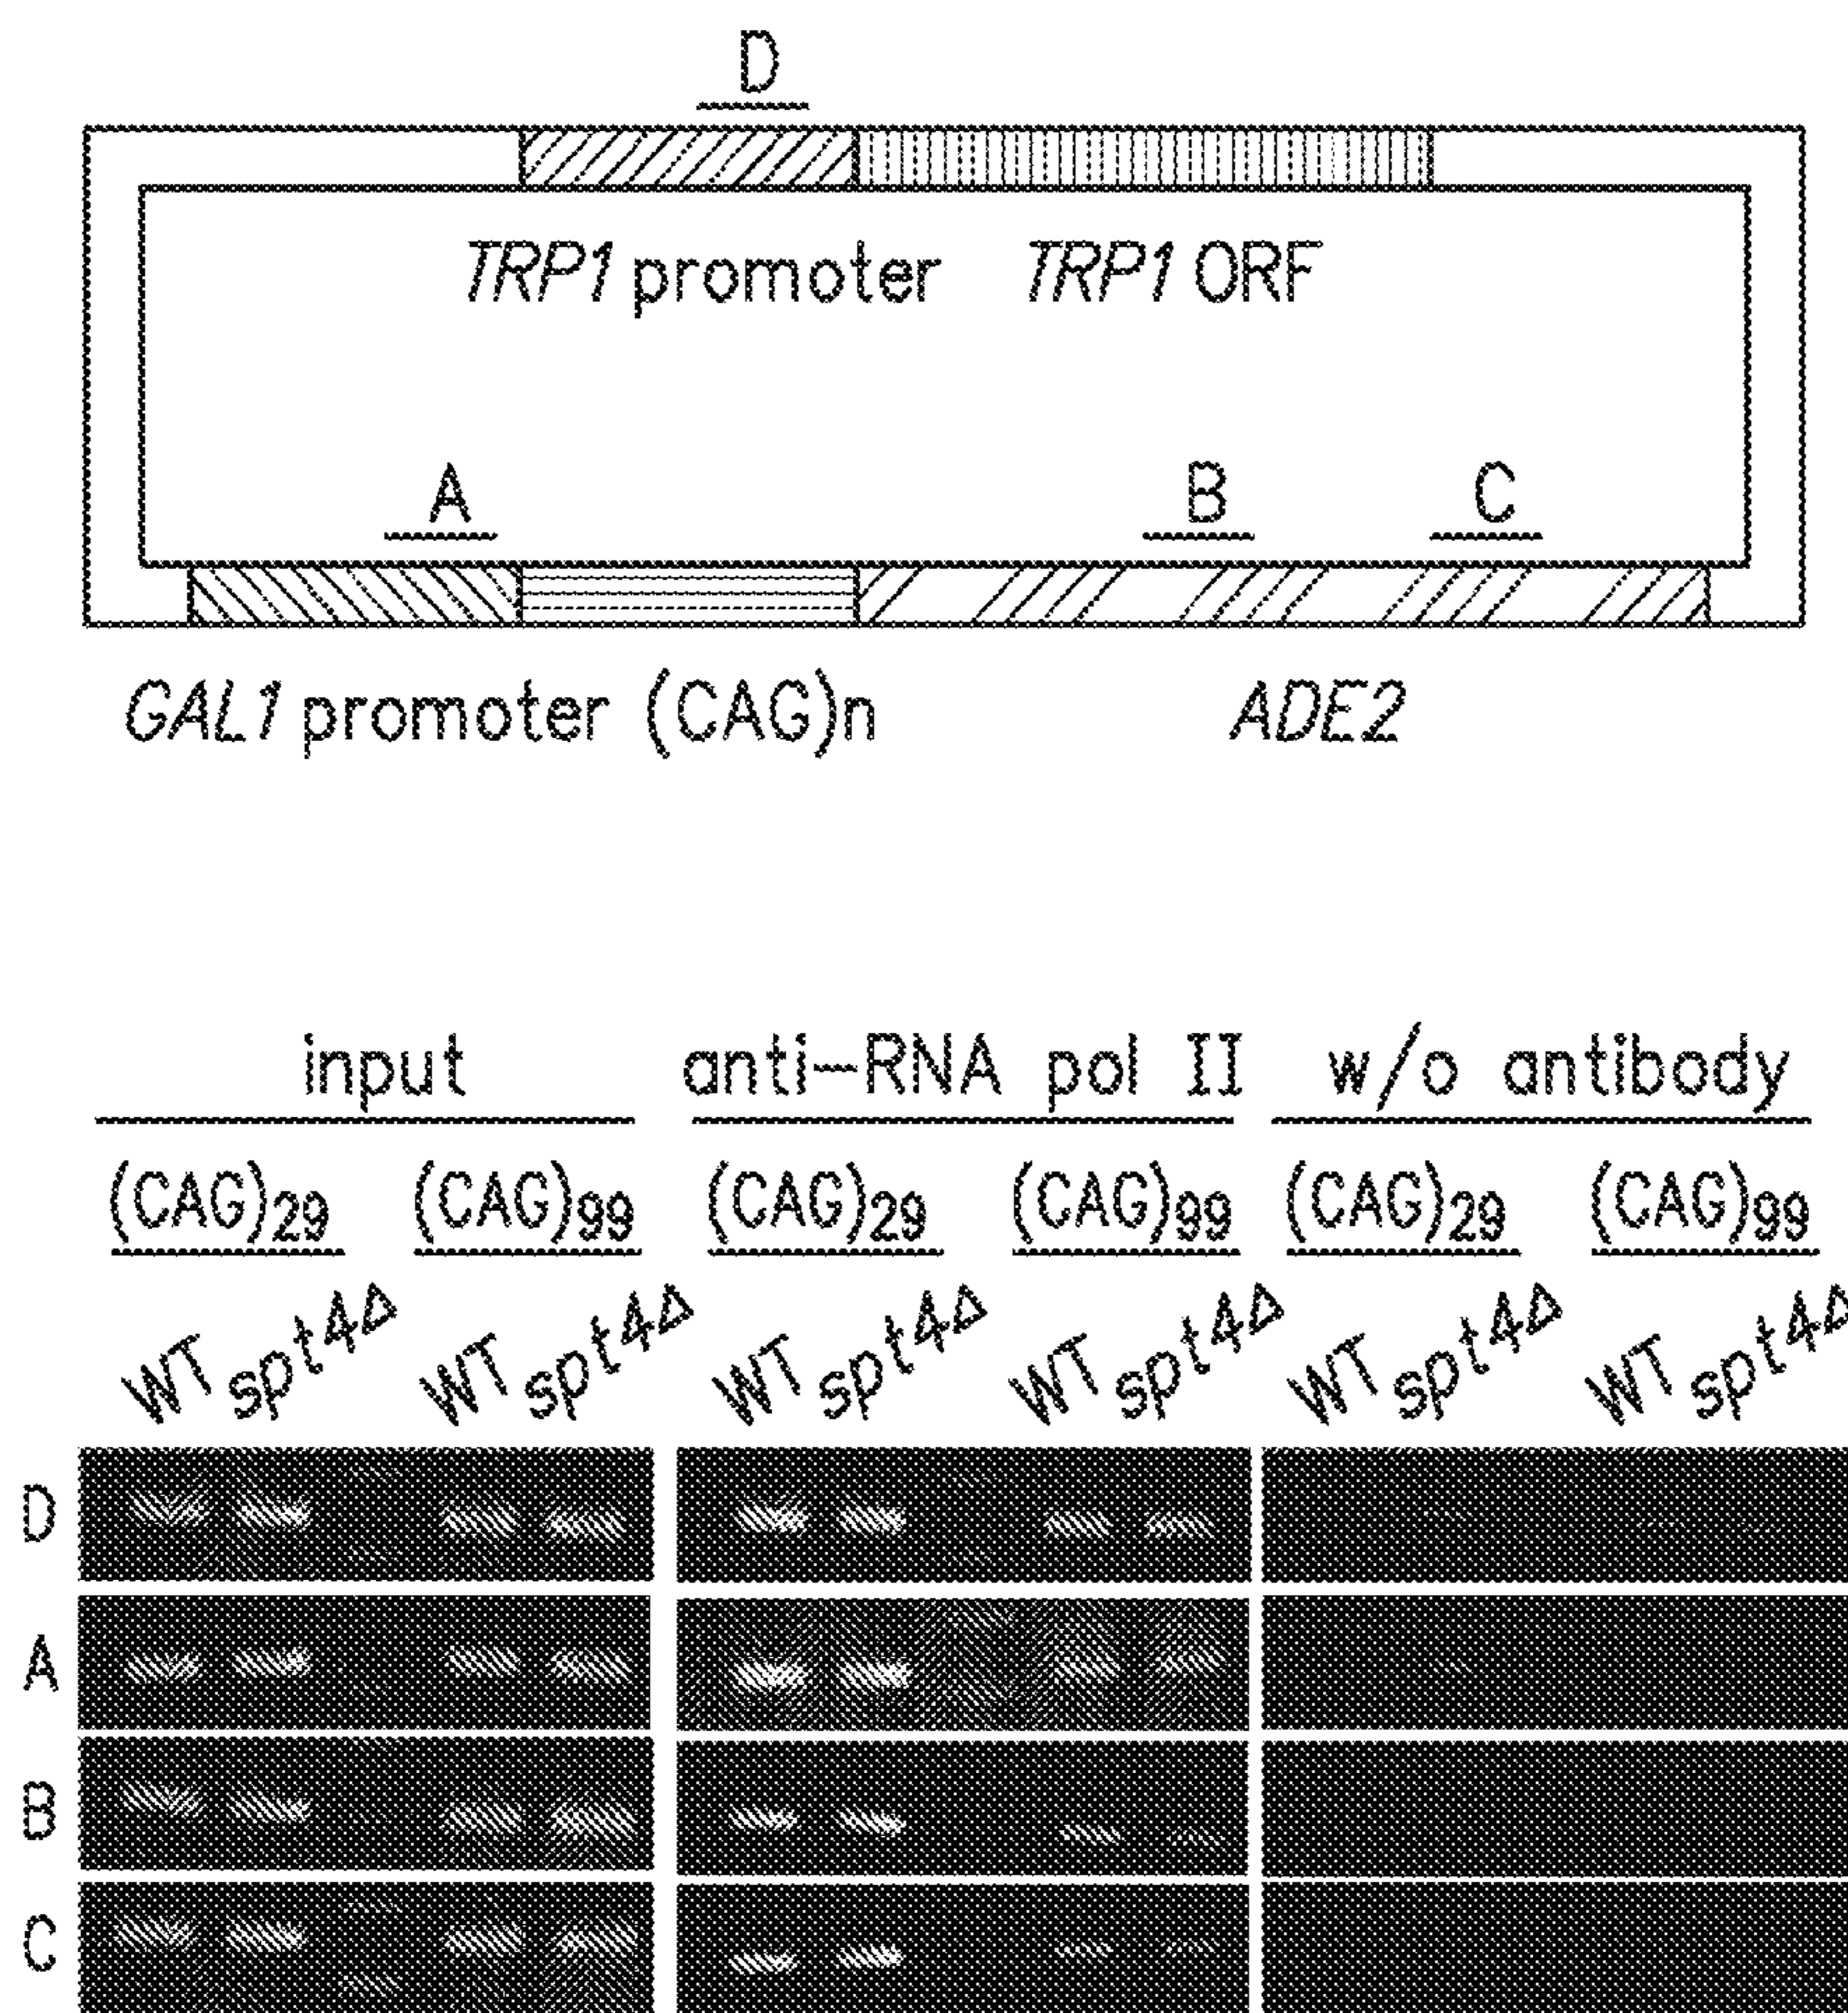 D
TRP1 promoter TRP1 ORF
A B C
GAL1 promoter (CAG)n ADE2
input anti-RNA pol II w/o antibody
(CAG)29 (CAG)99 (CAG)29 (CAG)99 (CAG)29 (CAG)99
WT spt4Δ WT spt4Δ WT spt4Δ WT spt4Δ WT spt4Δ WT spt4Δ
D
A
B
C